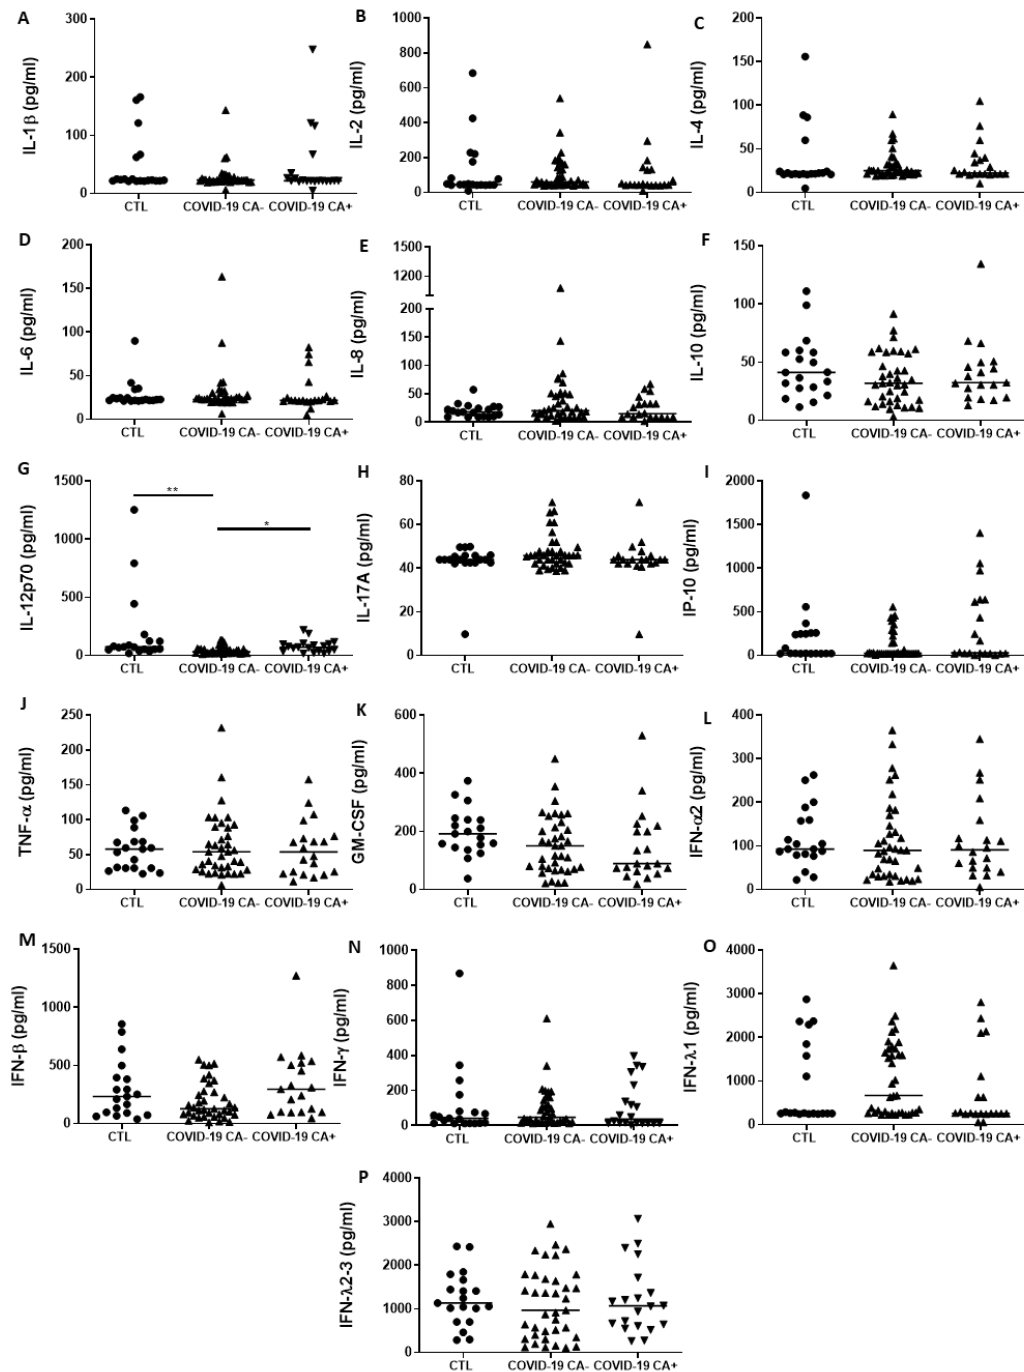 A
IL-1β (pg/ml)
300
200
100
0
CTL COVID-19 CA- COVID-19 CA+
B
IL-2 (pg/ml)
1000
800
600
400
200
0
CTL COVID-19 CA- COVID-19 CA+
C
IL-4 (pg/ml)
200
150
100
50
0
CTL COVID-19 CA- COVID-19 CA+
D
IL-6 (pg/ml)
200
150
100
50
0
CTL COVID-19 CA- COVID-19 CA+
E
IL-8 (pg/ml)
1500
1200
200
150
100
50
0
CTL COVID-19 CA- COVID-19 CA+
F
IL-10 (pg/ml)
150
100
50
0
CTL COVID-19 CA- COVID-19 CA+
G
IL-12p70 (pg/ml)
1500
1000
500
0
**
*
CTL COVID-19 CA- COVID-19 CA+
H
IL-17A (pg/ml)
80
60
40
20
0
CTL COVID-19 CA- COVID-19 CA+
I
IP-10 (pg/ml)
2000
1500
1000
500
0
CTL COVID-19 CA- COVID-19 CA+
J
TNF-α (pg/ml)
250
200
150
100
50
0
CTL COVID-19 CA- COVID-19 CA+
K
GM-CSF (pg/ml)
600
400
200
0
CTL COVID-19 CA- COVID-19 CA+
L
IFN-α2 (pg/ml)
400
300
200
100
0
CTL COVID-19 CA- COVID-19 CA+
M
IFN-β (pg/ml)
1500
1000
500
0
CTL COVID-19 CA- COVID-19 CA+
N
IFN-γ (pg/ml)
1000
800
600
400
200
0
CTL COVID-19 CA- COVID-19 CA+
O
IFN-λ1 (pg/ml)
4000
3000
2000
1000
0
CTL COVID-19 CA- COVID-19 CA+
P
IFN-λ2-3 (pg/ml)
4000
3000
2000
1000
0
CTL COVID-19 CA- COVID-19 CA+